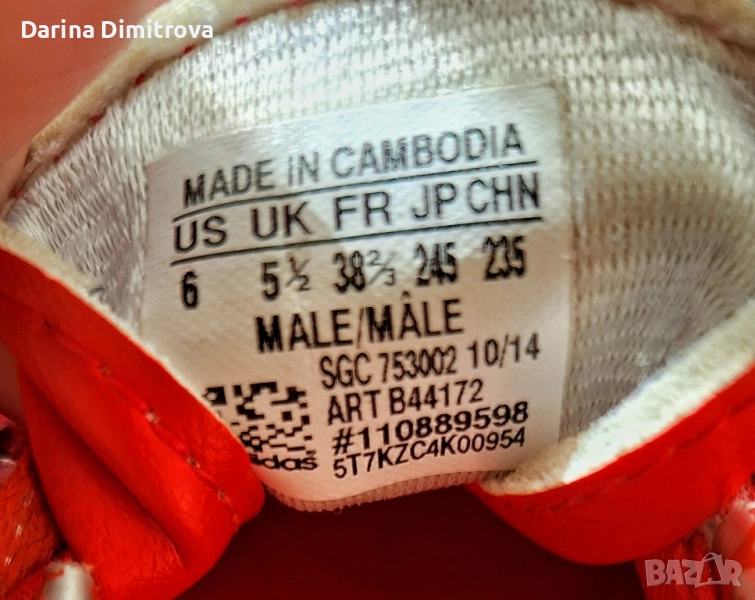 Darina Dimitrova
MADE IN CAMBODIA
US UK FR JP CHN
6 5½ 38⅔ 245 235
MALE/MÂLE
SGC 753002 10/14
ART B44172
#110889598
adidas 5T7KZC4K00954
BAZAR